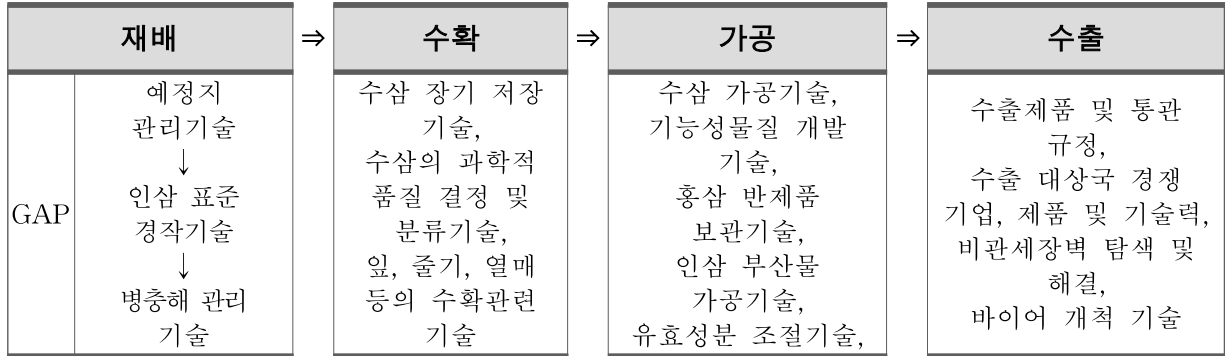 재배 ⇒ 수확 ⇒ 가공 ⇒ 수출
GAP
예정지
관리기술
↓
인삼 표준
경작기술
↓
병충해 관리
기술
수삼 장기 저장
기술,
수삼의 과학적
품질 결정 및
분류기술,
잎, 줄기, 열매
등의 수확관련
기술
수삼 가공기술,
기능성물질 개발
기술,
홍삼 반제품
보관기술,
인삼 부산물
가공기술,
유효성분 조절기술,
수출제품 및 통관
규정,
수출 대상국 경쟁
기업, 제품 및 기술력,
비관세장벽 탐색 및
해결,
바이어 개척 기술